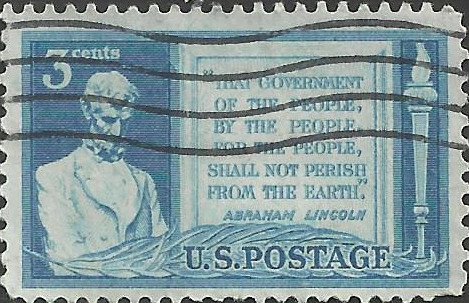 3 cents
"THAT GOVERNMENT
OF THE PEOPLE,
BY THE PEOPLE,
FOR THE PEOPLE,
SHALL NOT PERISH
FROM THE EARTH."
ABRAHAM LINCOLN
U.S. POSTAGE